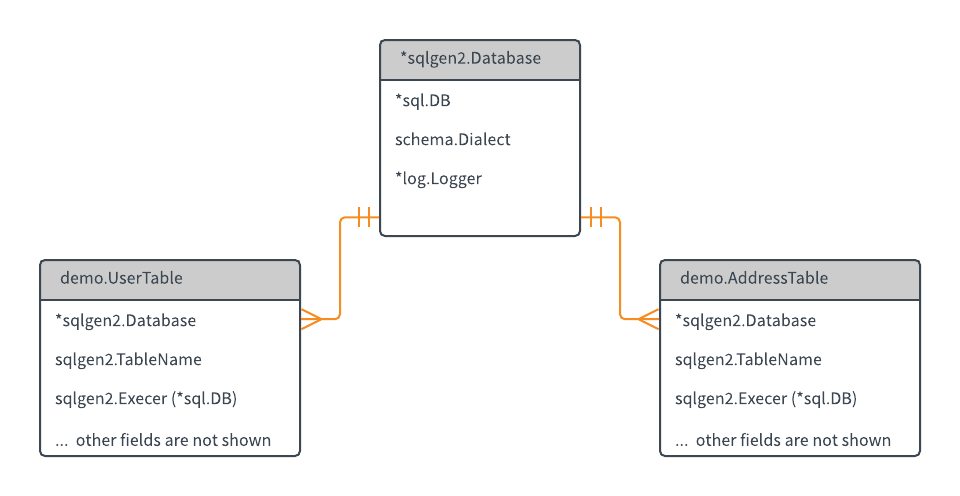 *sqlgen2.Database
*sql.DB
schema.Dialect
*log.Logger
demo.UserTable
*sqlgen2.Database
sqlgen2.TableName
sqlgen2.Execer (*sql.DB)
... other fields are not shown
demo.AddressTable
*sqlgen2.Database
sqlgen2.TableName
sqlgen2.Execer (*sql.DB)
... other fields are not shown